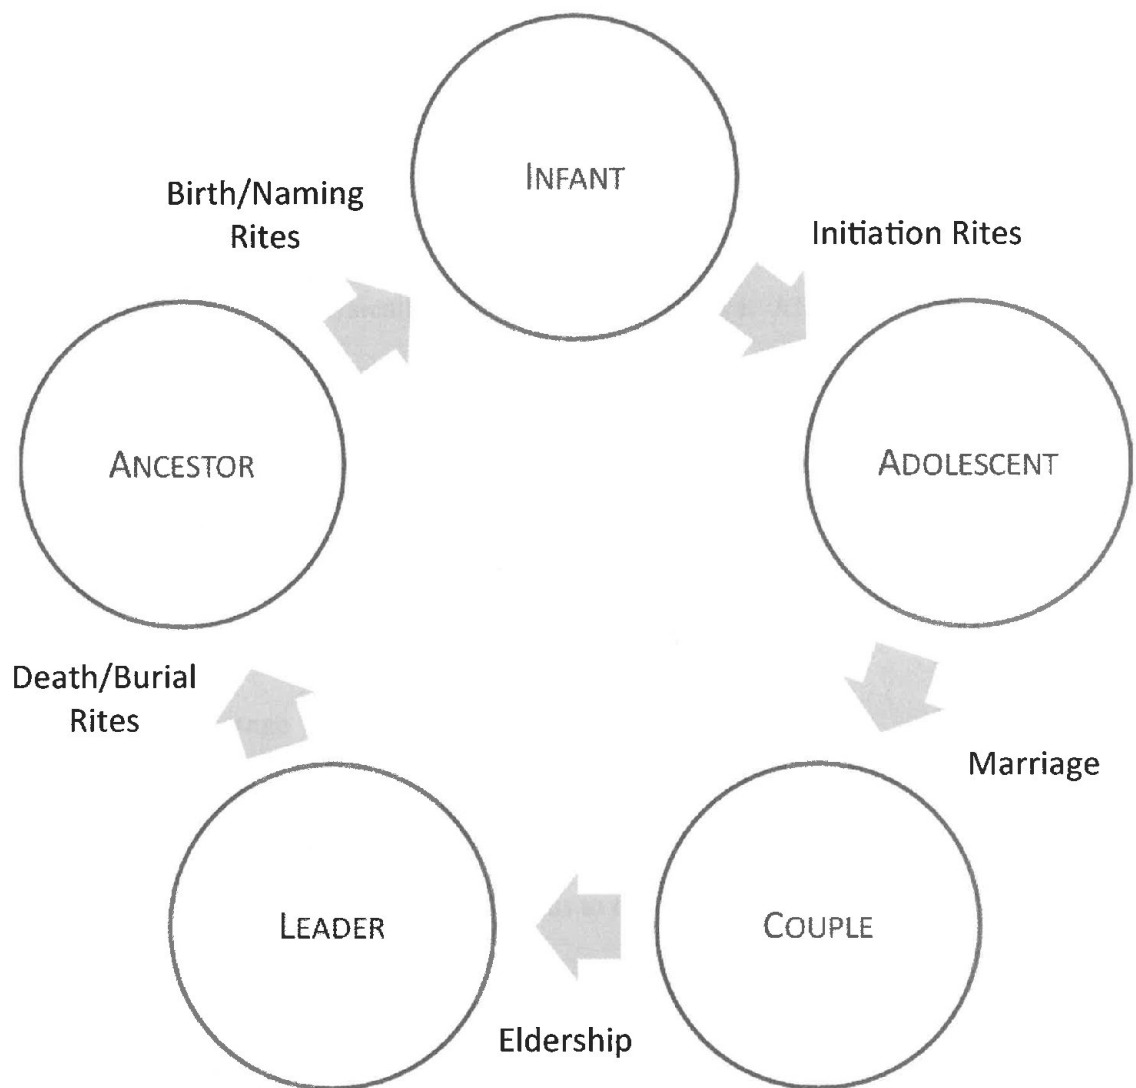 INFANT
Birth/Naming
Rites
Initiation Rites
ANCESTOR
ADOLESCENT
Death/Burial
Rites
Marriage
LEADER
COUPLE
Eldership